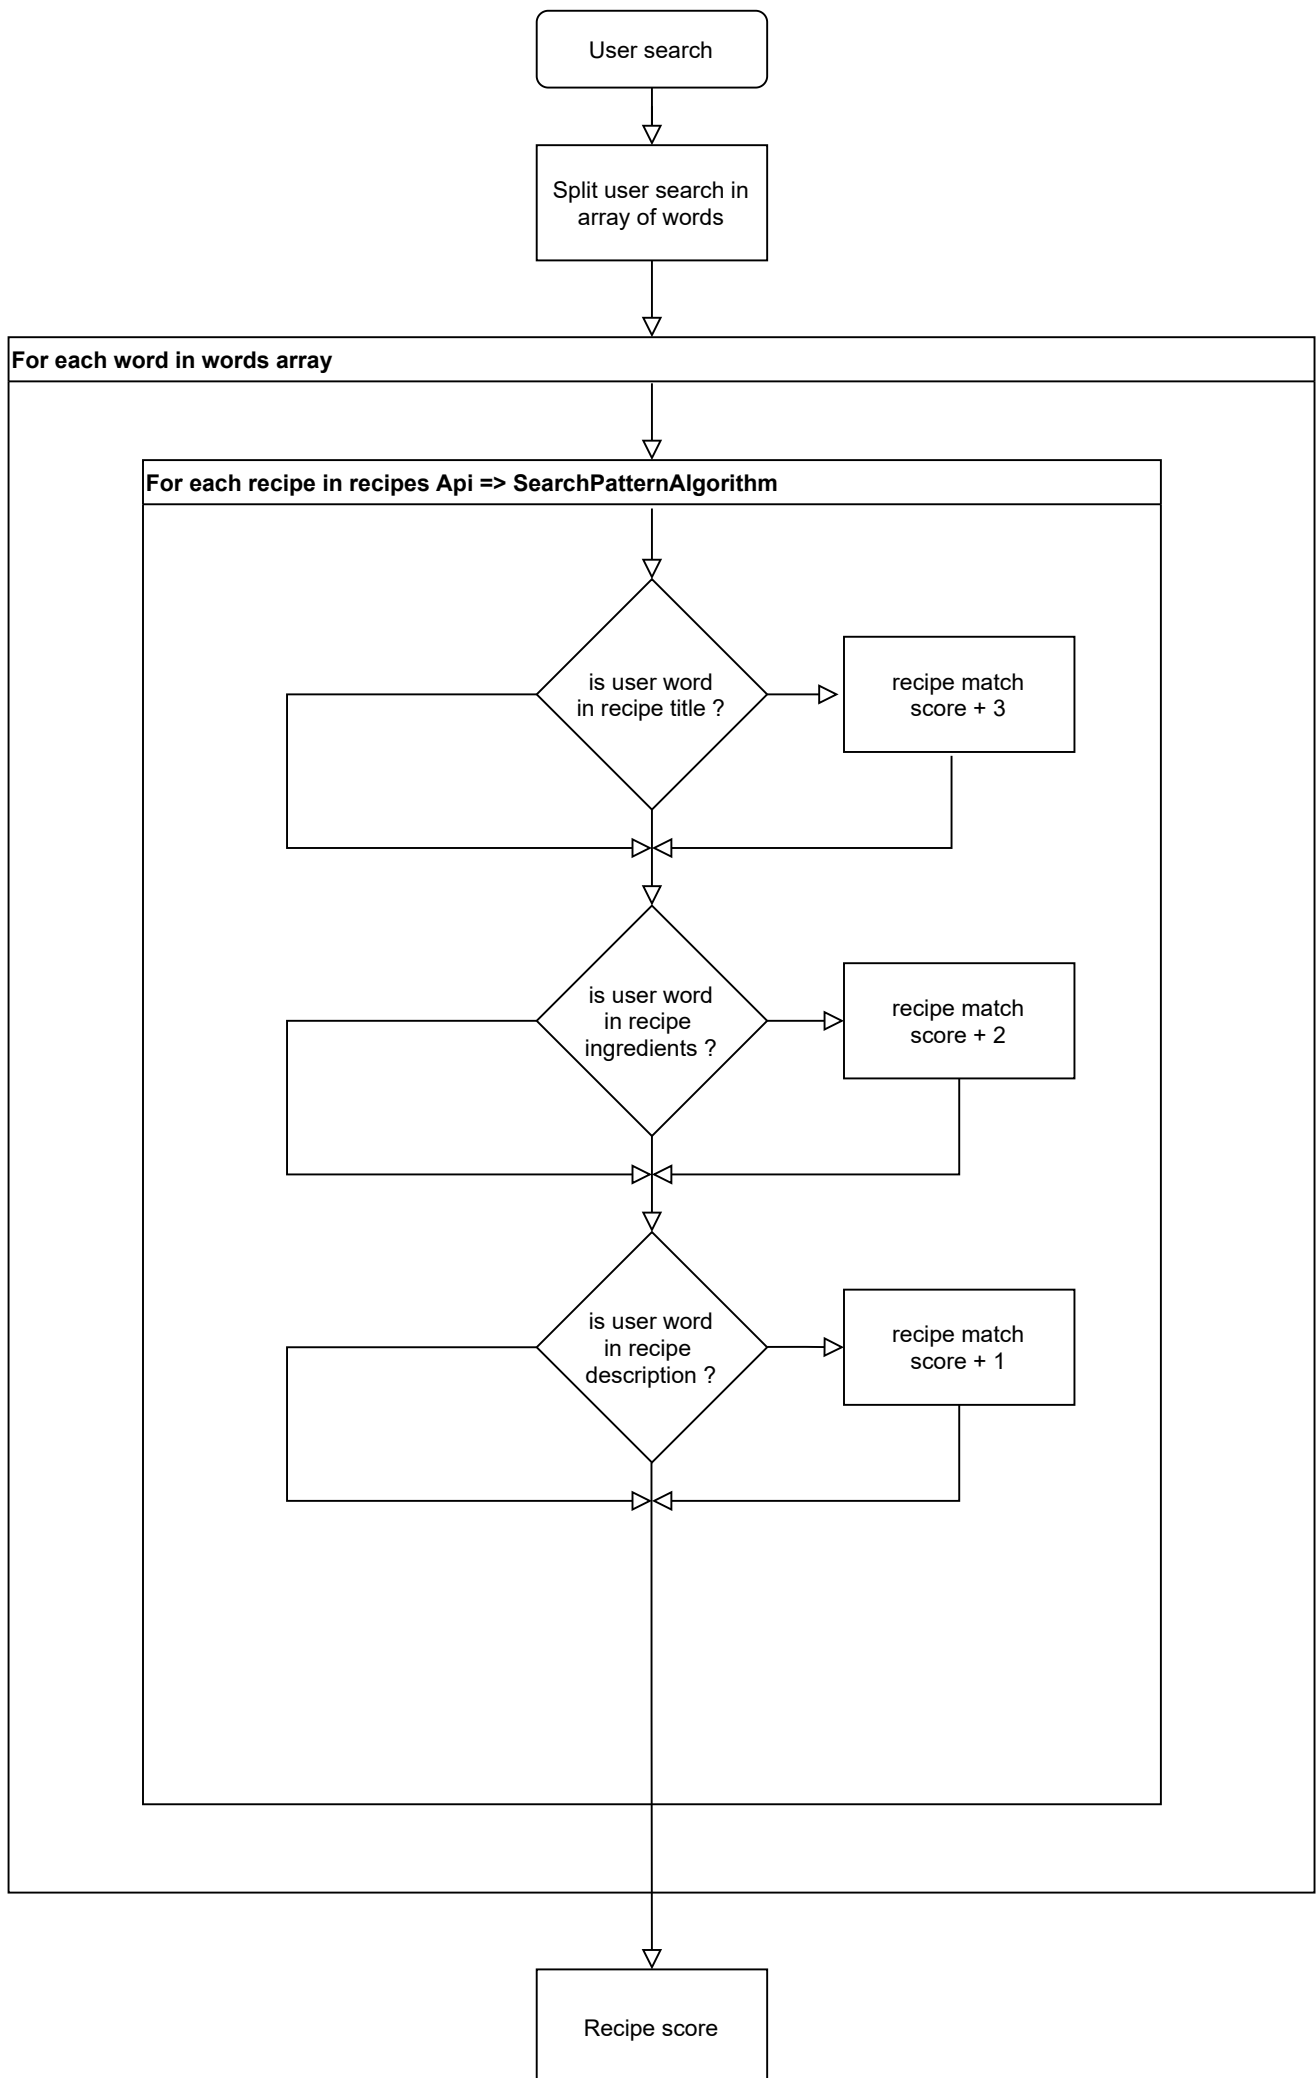 User search
Split user search in
array of words
For each word in words array
For each recipe in recipes Api => SearchPatternAlgorithm
is user word
in recipe title ?
recipe match
score + 3
is user word
in recipe
ingredients ?
recipe match
score + 2
is user word
in recipe
description ?
recipe match
score + 1
Recipe score